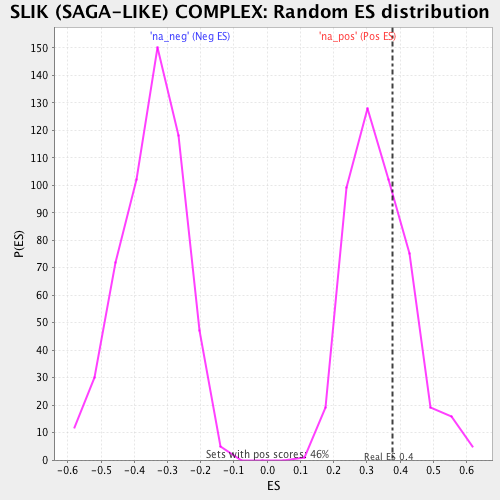 SLIK (SAGA-LIKE) COMPLEX: Random ES distribution
'na_neg' (Neg ES)
'na_pos' (Pos ES)
P(ES)
150
140
130
120
110
100
90
80
70
60
50
40
30
20
10
0
Sets with pos scores: 46%
Real ES 0.4
-0.6 -0.5 -0.4 -0.3 -0.2 -0.1 0.0 0.1 0.2 0.3 0.4 0.5 0.6
ES